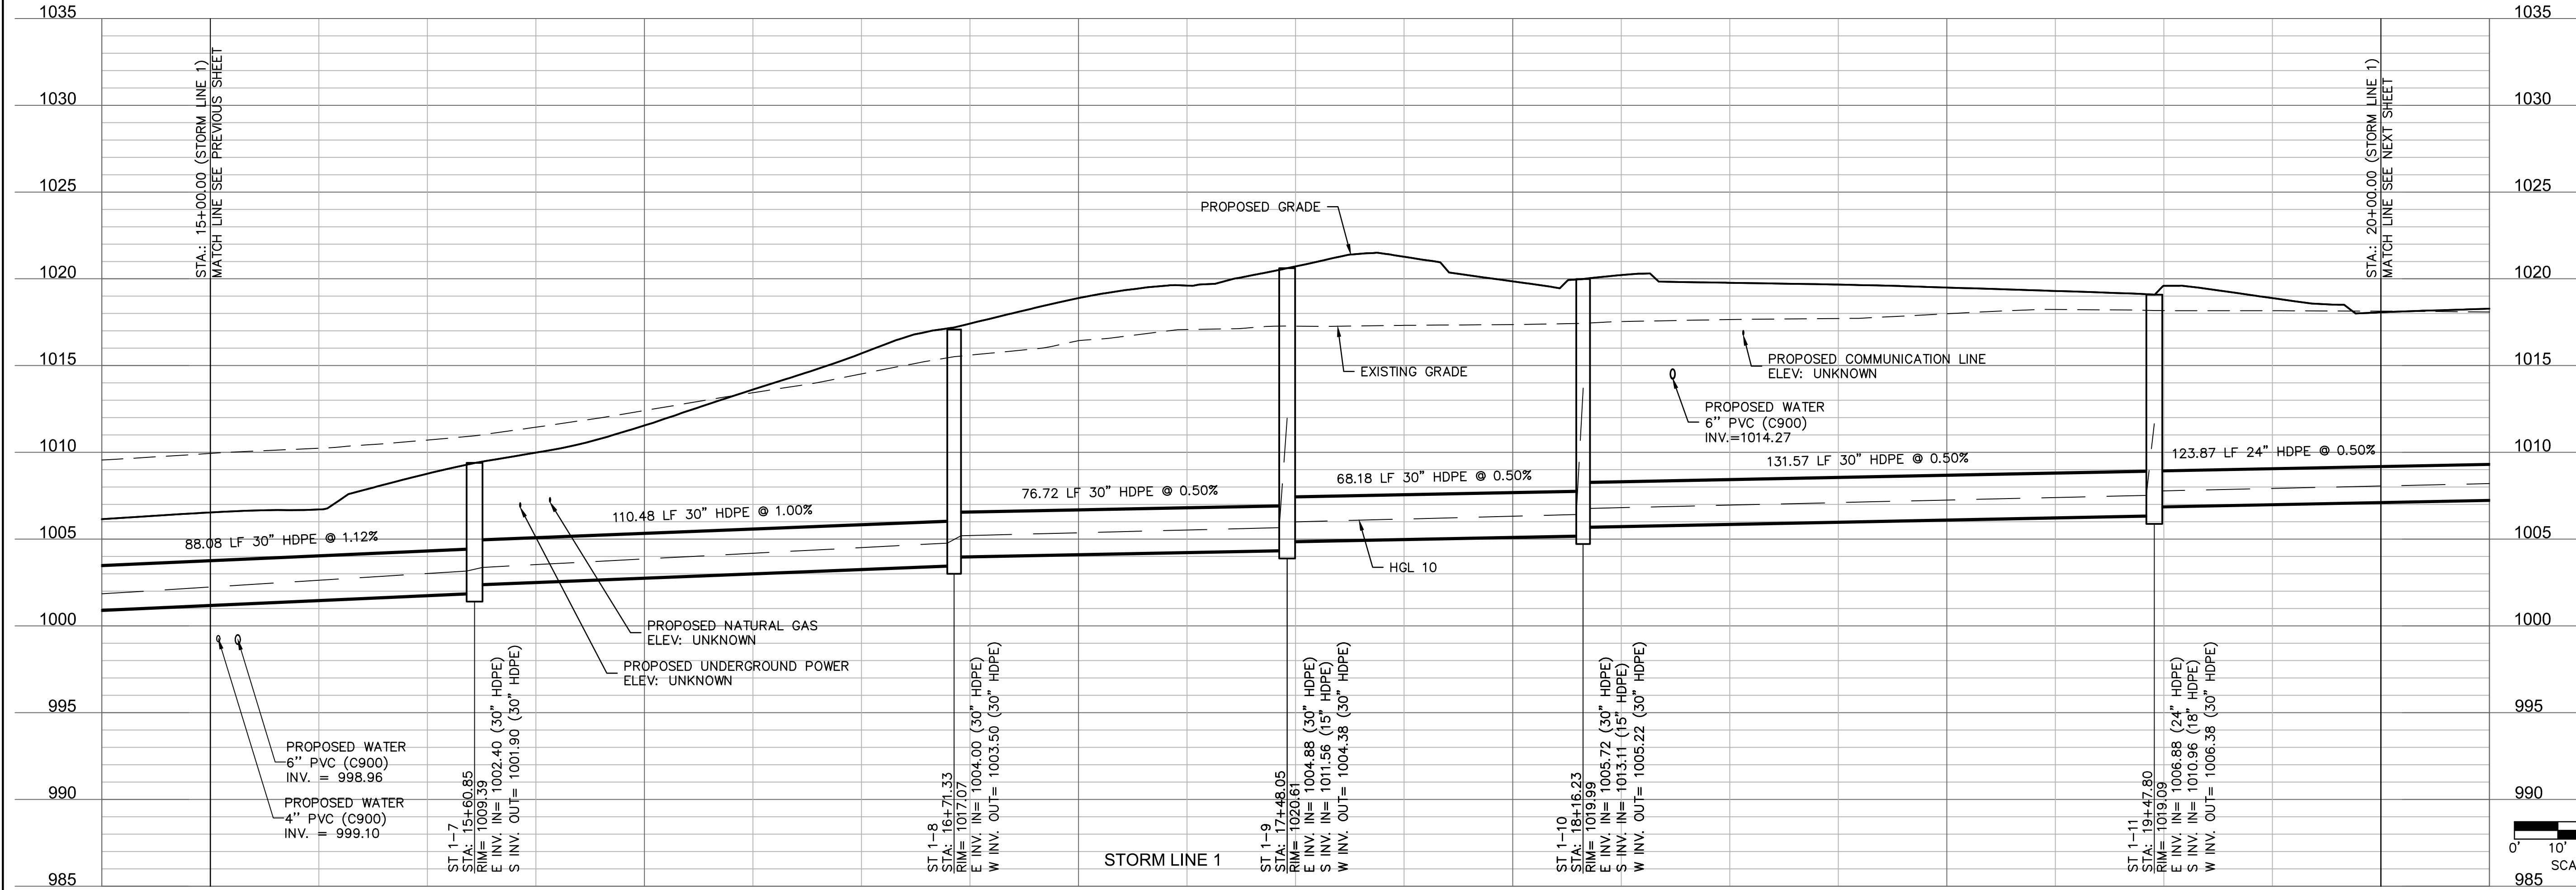 1035
1030
1025
1020
1015
1010
1005
1000
995
990
985
STA.: 15+00.00 (STORM LINE 1)
MATCH LINE SEE PREVIOUS SHEET
PROPOSED GRADE
EXISTING GRADE
PROPOSED COMMUNICATION LINE
ELEV: UNKNOWN
PROPOSED WATER
6" PVC (C900)
INV.=1014.27
88.08 LF 30" HDPE @ 1.12%
110.48 LF 30" HDPE @ 1.00%
76.72 LF 30" HDPE @ 0.50%
68.18 LF 30" HDPE @ 0.50%
131.57 LF 30" HDPE @ 0.50%
123.87 LF 24" HDPE @ 0.50%
HGL 10
PROPOSED NATURAL GAS
ELEV: UNKNOWN
PROPOSED UNDERGROUND POWER
ELEV: UNKNOWN
PROPOSED WATER
6" PVC (C900)
INV. = 998.96
PROPOSED WATER
4" PVC (C900)
INV. = 999.10
ST 1-7
STA: 15+60.85
RIM= 1009.39
E INV. IN= 1002.40 (30" HDPE)
S INV. OUT= 1001.90 (30" HDPE)
ST 1-8
STA: 16+71.33
RIM= 1017.07
E INV. IN= 1004.00 (30" HDPE)
W INV. OUT= 1003.50 (30" HDPE)
STORM LINE 1
ST 1-9
STA: 17+48.05
RIM= 1020.61
E INV. IN= 1004.88 (30" HDPE)
S INV. IN= 1011.56 (15" HDPE)
W INV. OUT= 1004.38 (30" HDPE)
ST 1-10
STA: 18+16.23
RIM= 1019.99
E INV. IN= 1005.72 (30" HDPE)
S INV. IN= 1013.11 (15" HDPE)
W INV. OUT= 1005.22 (30" HDPE)
ST 1-11
STA: 19+47.80
RIM= 1019.09
E INV. IN= 1006.88 (24" HDPE)
S INV. IN= 1010.96 (18" HDPE)
W INV. OUT= 1006.38 (30" HDPE)
STA.: 20+00.00 (STORM LINE 1)
MATCH LINE SEE NEXT SHEET
1035
1030
1025
1020
1015
1010
1005
1000
995
990
985
0' 10'
SCA